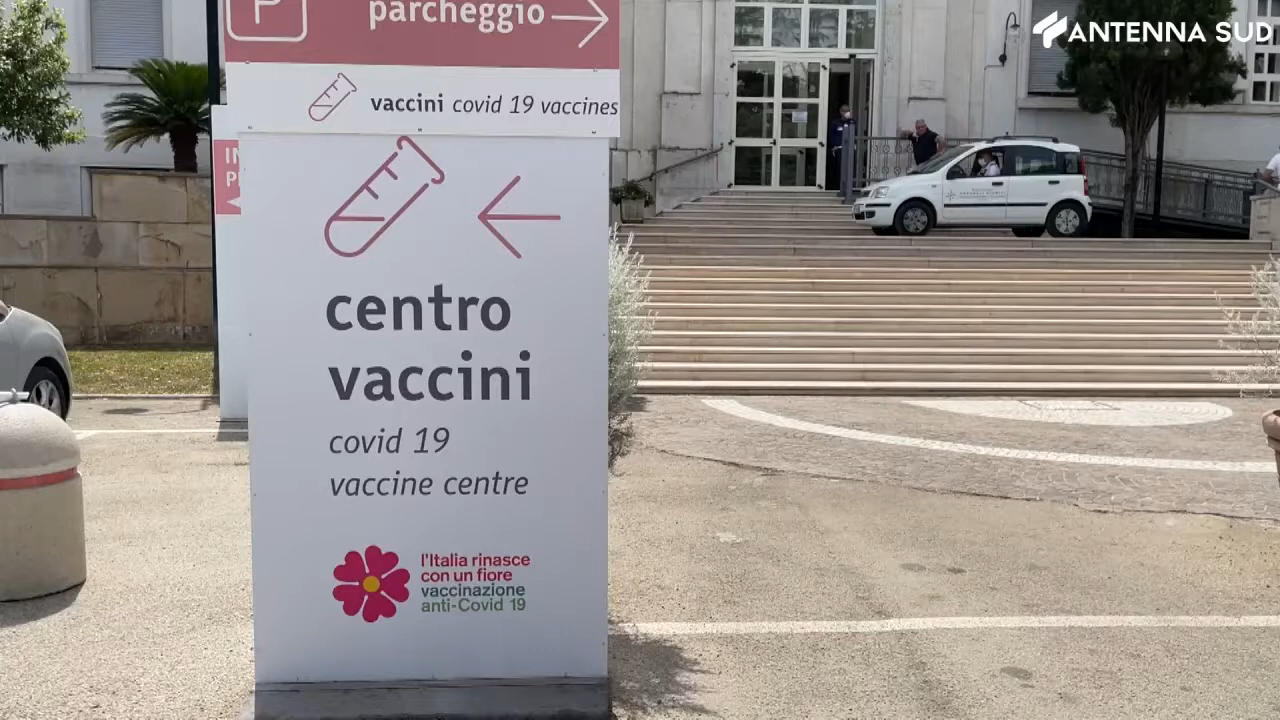 ANTENNA SUD
P
parcheggio
vaccini covid 19 vaccines
centro
vaccini
covid 19
vaccine centre
l'Italia rinasce
con un fiore
vaccinazione
anti-Covid 19